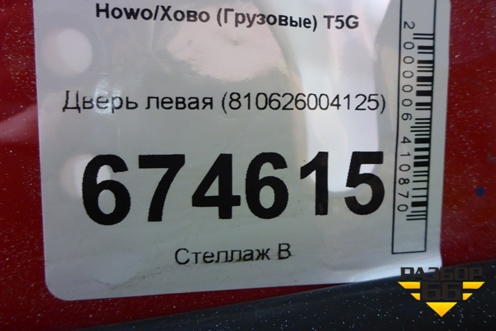 Howo/Хово (Грузовые) T5G
Дверь левая (810626004125)
674615
Стеллаж В
2000006410870
РАЗБОР
66